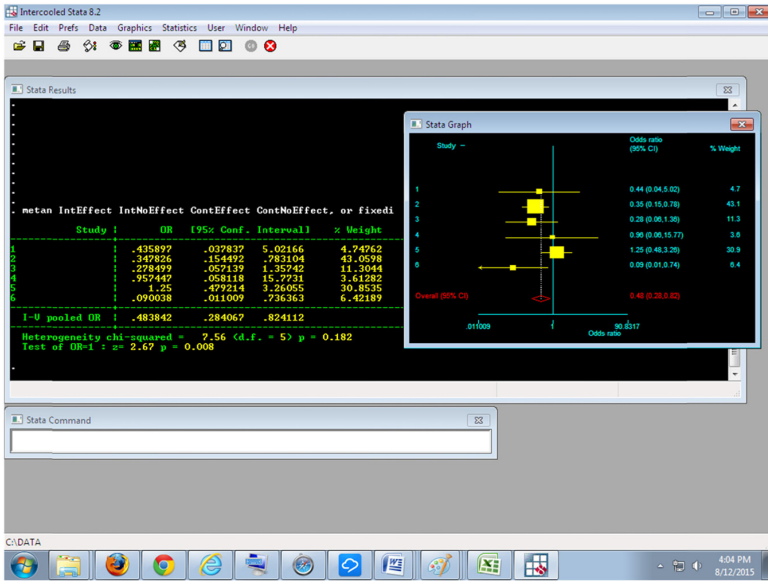 Intercooled Stata 8.2
File Edit Prefs Data Graphics Statistics User Window Help
Stata Results
. metan IntEffect IntNoEffect ContEffect ContNoEffect, or fixedi
Study | OR [95% Conf. Interval] % Weight
1 | .435897 .037837 5.02166 4.74762
2 | .347826 .154492 .783104 43.0598
3 | .278499 .057139 1.35742 11.3044
4 | .957447 .058118 15.7731 3.61282
5 | 1.25 .479214 3.26055 30.8535
6 | .090038 .011009 .736363 6.42189
I-V pooled OR | .483842 .284067 .824112
Heterogeneity chi-squared = 7.56 (d.f. = 5) p = 0.182
Test of OR=1 : z= 2.67 p = 0.008
.
Stata Graph
Study
Odds ratio
(95% CI)
% Weight
1 0.44 (0.04,5.02) 4.7
2 0.35 (0.15,0.78) 43.1
3 0.28 (0.06,1.36) 11.3
4 0.96 (0.06,15.77) 3.6
5 1.25 (0.48,3.26) 30.9
6 0.09 (0.01,0.74) 6.4
Overall (95% CI) 0.48 (0.28,0.82)
.011009 1 90.8317
Odds ratio
Stata Command
C:\DATA
4:04 PM
8/12/2015